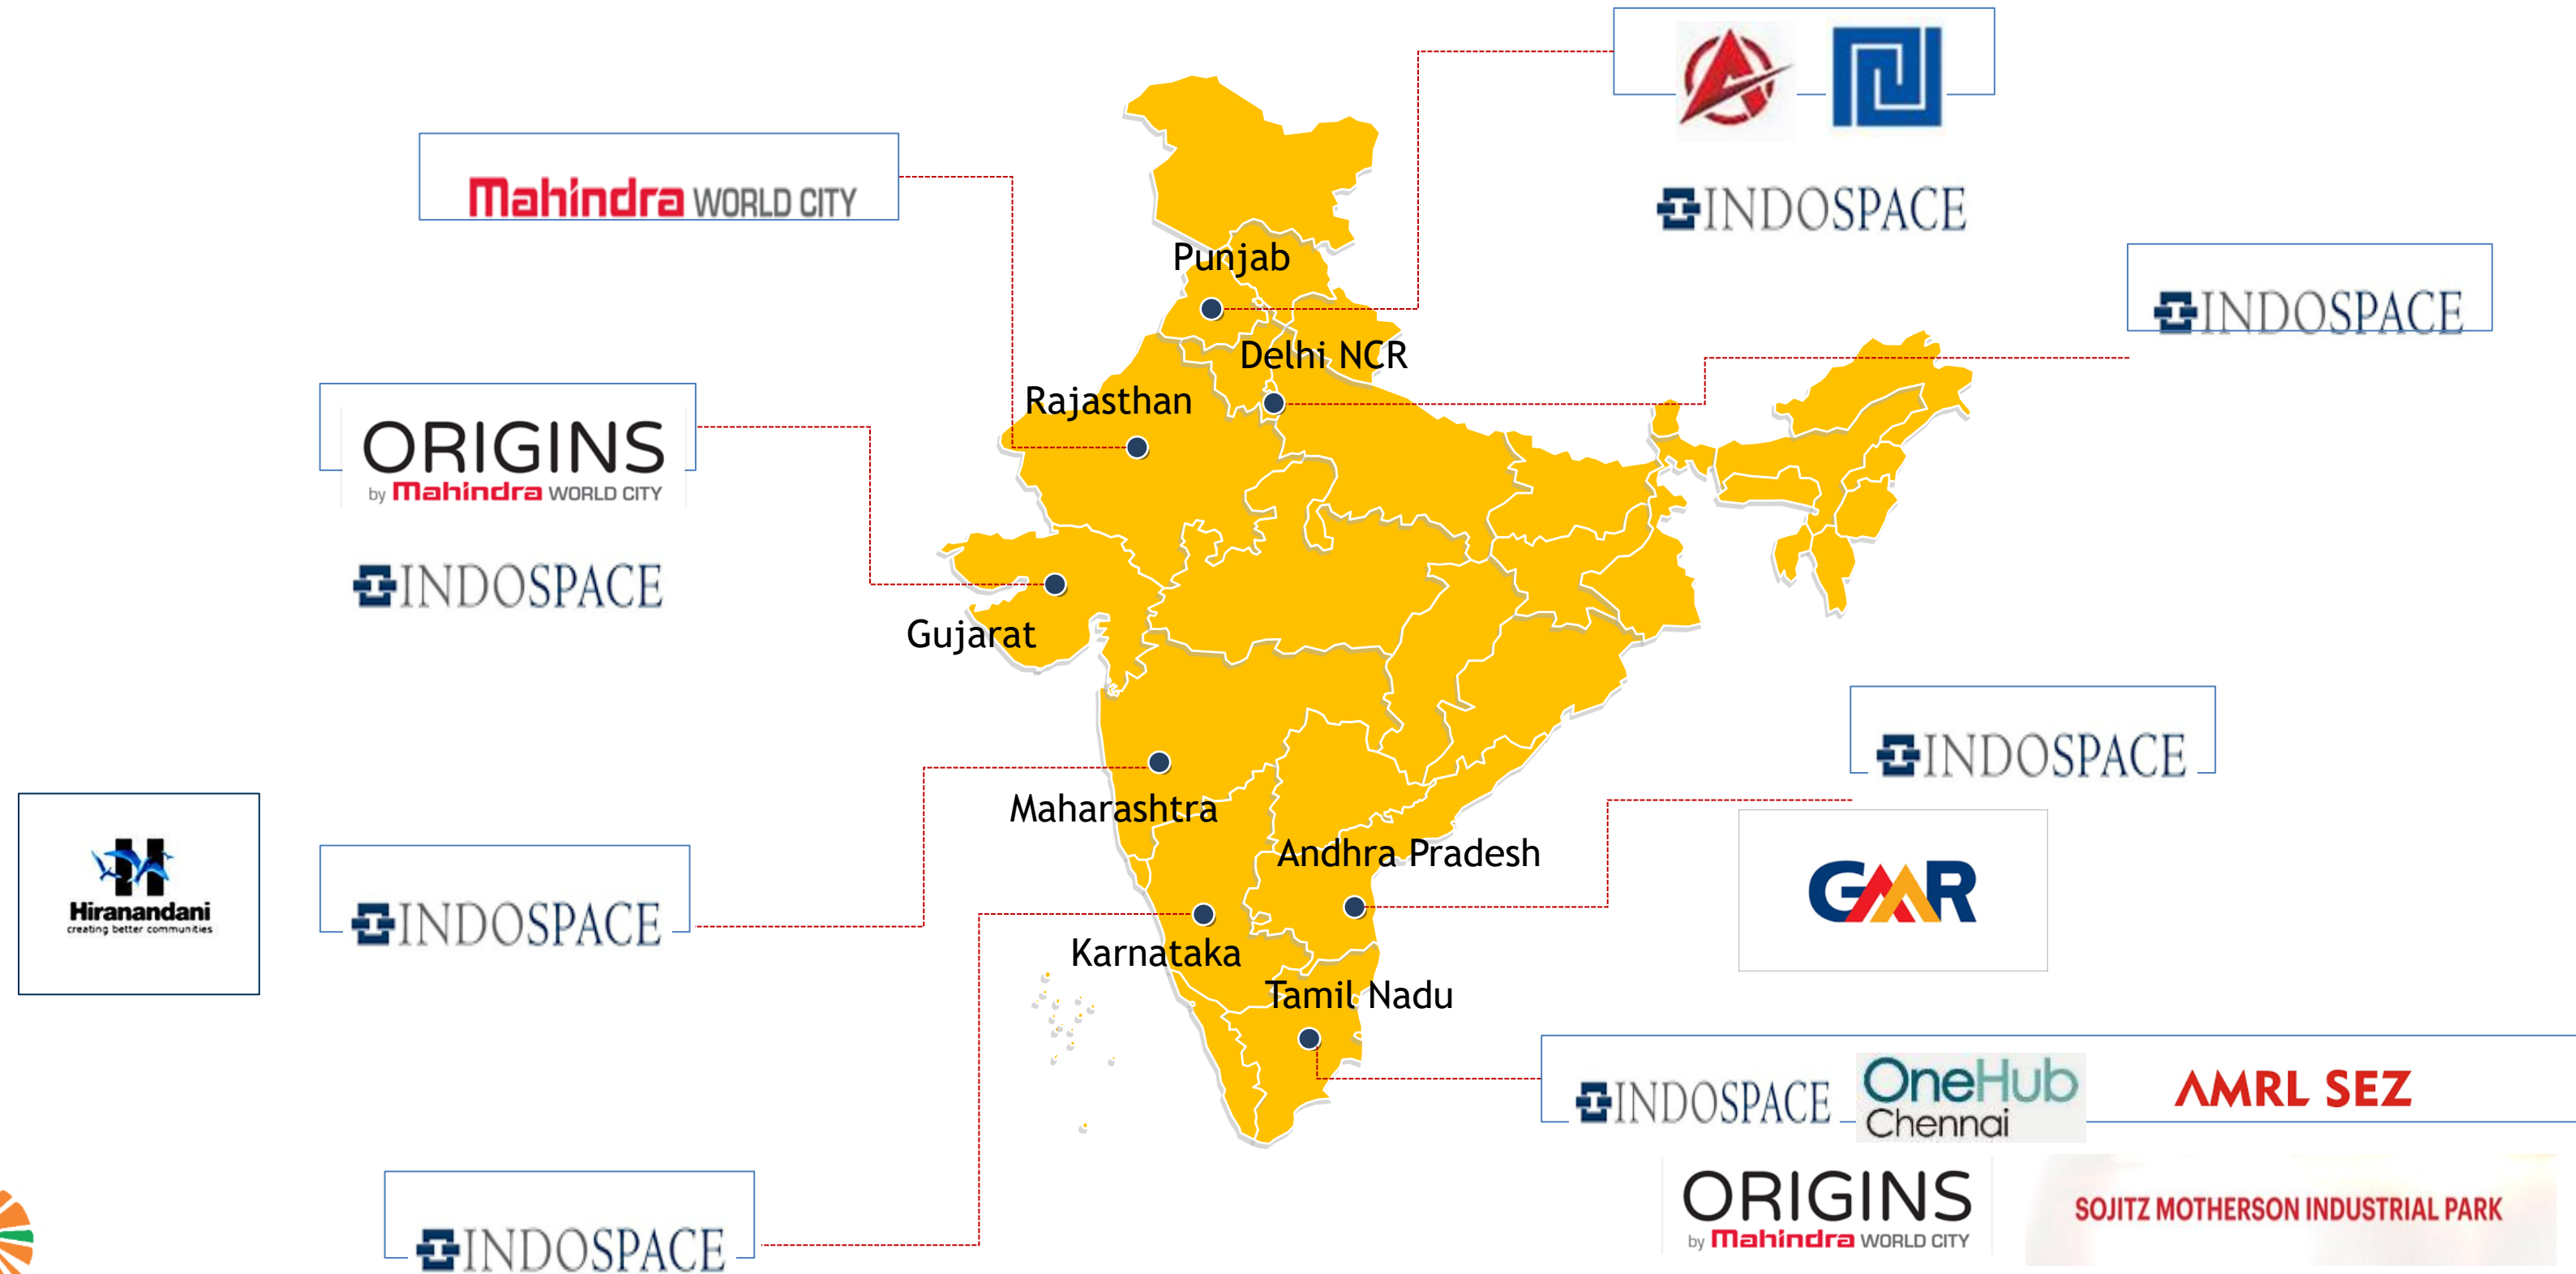 Mahindra WORLD CITY
INDOSPACE
Punjab
INDOSPACE
Delhi NCR
Rajasthan
ORIGINS
by Mahindra WORLD CITY
INDOSPACE
Gujarat
INDOSPACE
Maharashtra
Hiranandani
creating better communities
INDOSPACE
Andhra Pradesh
GMR
Karnataka
Tamil Nadu
INDOSPACE
OneHub
Chennai
AMRL SEZ
ORIGINS
by Mahindra WORLD CITY
SOJITZ MOTHERSON INDUSTRIAL PARK
INDOSPACE